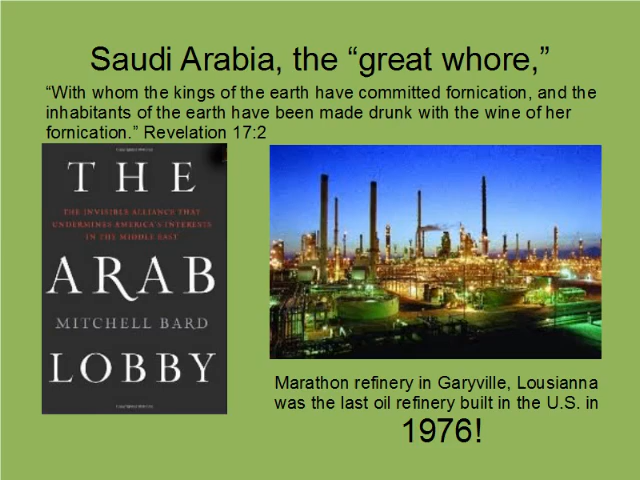 Saudi Arabia, the “great whore,”
“With whom the kings of the earth have committed fornication, and the
inhabitants of the earth have been made drunk with the wine of her
fornication.” Revelation 17:2
THE
THE INVISIBLE ALLIANCE THAT
UNDERMINES AMERICA'S INTERESTS
IN THE MIDDLE EAST
ARAB
MITCHELL BARD
LOBBY
Marathon refinery in Garyville, Lousianna
was the last oil refinery built in the U.S. in
1976!